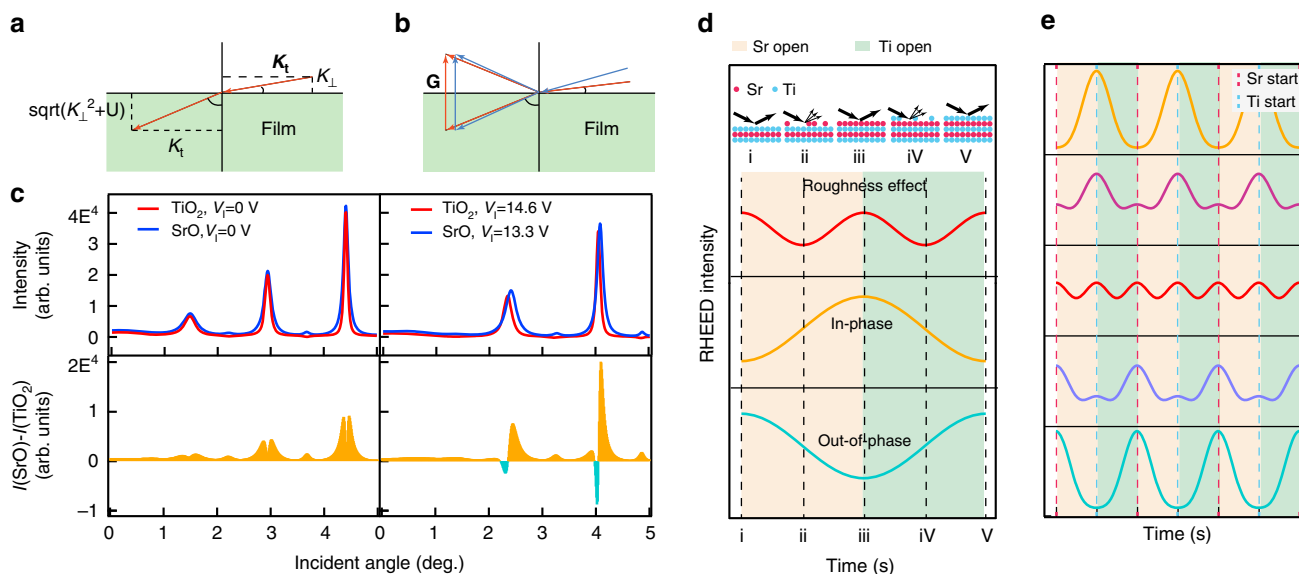 a
K_t
K_⊥
sqrt(K_⊥^2+U)
K_t
Film
b
G
Film
c
TiO_2, V_I=0 V
SrO, V_I=0 V
TiO_2, V_I=14.6 V
SrO, V_I=13.3 V
Intensity
(arb. units)
4E4
2
0
I(SrO)-I(TiO_2)
(arb. units)
2E^4
1
0
−1
0 1 2 3 4 0 1 2 3 4 5
Incident angle (deg.)
d
Sr open
Ti open
Sr Ti
i ii iii iV V
Roughness effect
In-phase
Out-of-phase
RHEED intensity
i ii iii iV V
Time (s)
e
Sr start
Ti start
Time (s)